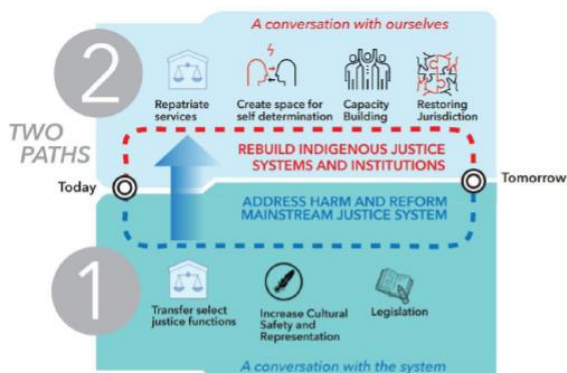 A conversation with ourselves
2
Repatriate
services
Create space for
self determination
Capacity
Building
Restoring
Jurisdiction
TWO
PATHS
REBUILD INDIGENOUS JUSTICE
SYSTEMS AND INSTITUTIONS
Today
Tomorrow
ADDRESS HARM AND REFORM
MAINSTREAM JUSTICE SYSTEM
1
Transfer select
justice functions
Increase Cultural
Safety and
Representation
Legislation
A conversation with the system